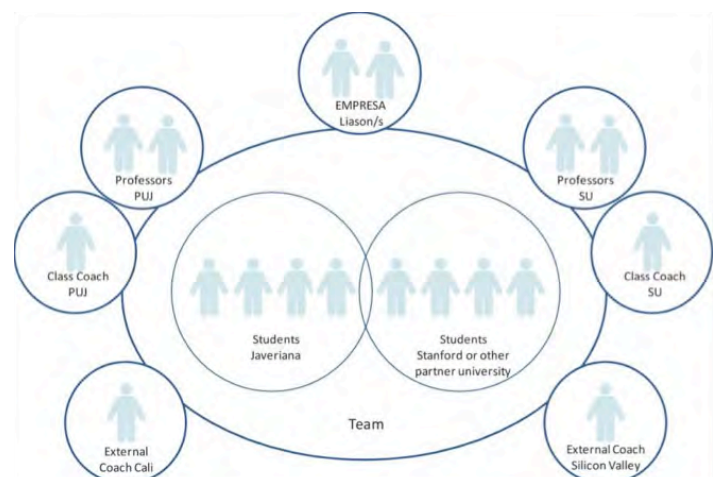 EMPRESA
Liason/s
Professors
PUJ
Professors
SU
Class Coach
PUJ
Class Coach
SU
Students
Javeriana
Students
Stanford or other
partner university
Team
External
Coach Cali
External Coach
Silicon Valley